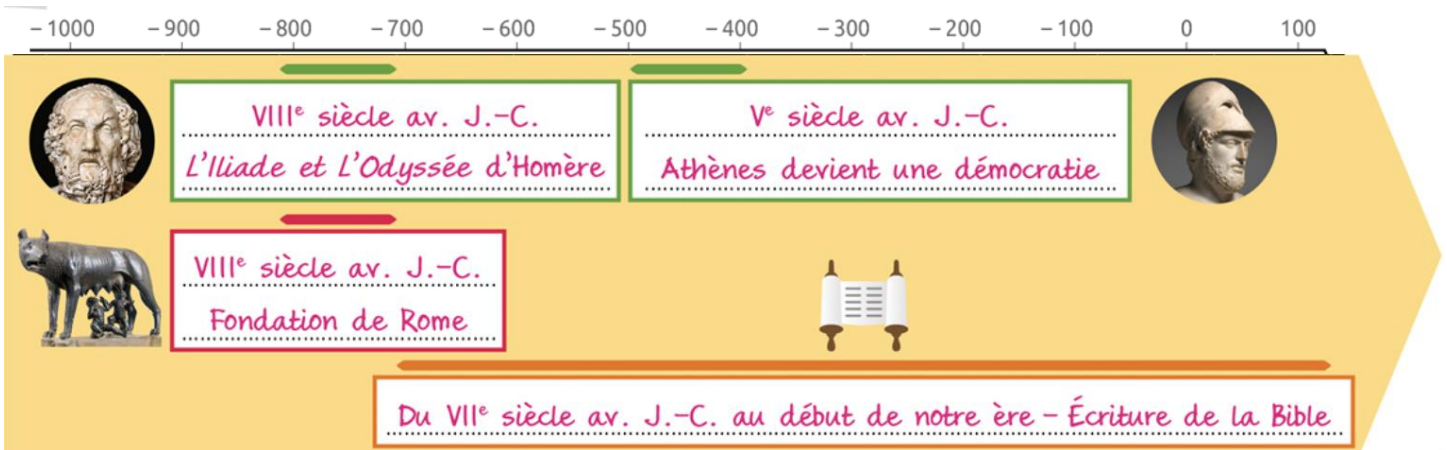 – 1000 – 900 – 800 – 700 – 600 – 500 – 400 – 300 – 200 – 100 0 100
VIIIe siècle av. J.-C.
L'Iliade et L'Odyssée d'Homère
Ve siècle av. J.-C.
Athènes devient une démocratie
VIIIe siècle av. J.-C.
Fondation de Rome
Du VIIe siècle av. J.-C. au début de notre ère – Écriture de la Bible